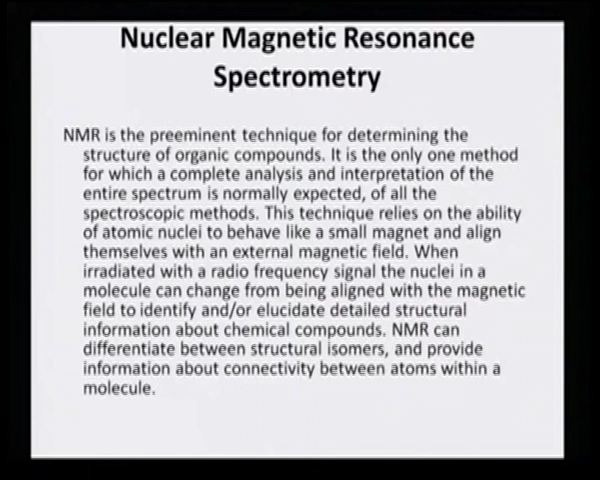 Nuclear Magnetic Resonance
Spectrometry
NMR is the preeminent technique for determining the
structure of organic compounds. It is the only one method
for which a complete analysis and interpretation of the
entire spectrum is normally expected, of all the
spectroscopic methods. This technique relies on the ability
of atomic nuclei to behave like a small magnet and align
themselves with an external magnetic field. When
irradiated with a radio frequency signal the nuclei in a
molecule can change from being aligned with the magnetic
field to identify and/or elucidate detailed structural
information about chemical compounds. NMR can
differentiate between structural isomers, and provide
information about connectivity between atoms within a
molecule.